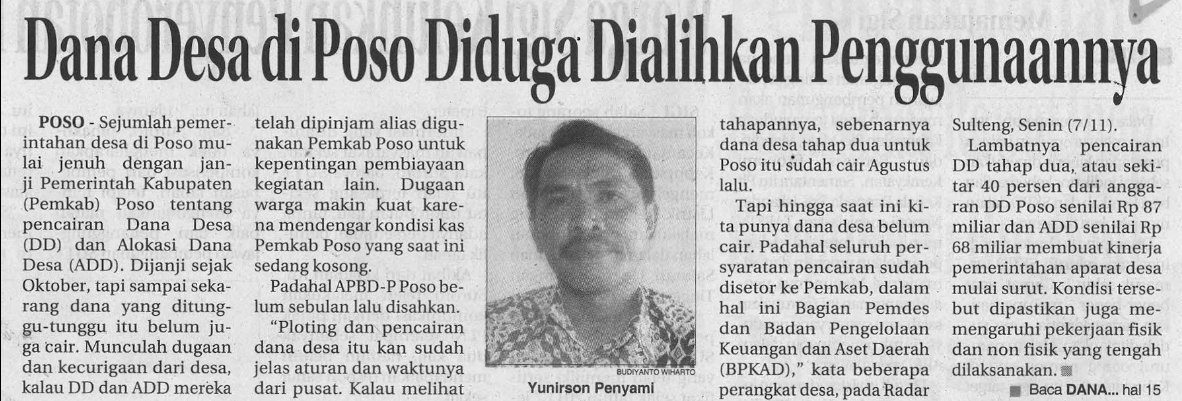 Dana Desa di Poso Diduga Dialihkan Penggunaannya
POSO - Sejumlah pemer-
intahan desa di Poso mu-
lai jenuh dengan jan-
ji Pemerintah Kabupaten
(Pemkab) Poso tentang
pencairan Dana Desa
(DD) dan Alokasi Dana
Desa (ADD). Dijanji sejak
Oktober, tapi sampai seka-
rang dana yang ditung-
gu-tunggu itu belum ju-
ga cair. Munculah dugaan
dan kecurigaan dari desa,
kalau DD dan ADD mereka
telah dipinjam alias digu-
nakan Pemkab Poso untuk
kepentingan pembiayaan
kegiatan lain. Dugaan
warga makin kuat kare-
na mendengar kondisi kas
Pemkab Poso yang saat ini
sedang kosong.
Padahal APBD-P Poso be-
lum sebulan lalu disahkan.
"Ploting dan pencairan
dana desa itu kan sudah
jelas aturan dan waktunya
dari pusat. Kalau melihat
BUDIYANTO WIHARTO
Yunirson Penyami
tahapannya, sebenarnya
dana desa tahap dua untuk
Poso itu sudah cair Agustus
lalu.
Tapi hingga saat ini ki-
ta punya dana desa belum
cair. Padahal seluruh per-
syaratan pencairan sudah
disetor ke Pemkab, dalam
hal ini Bagian Pemdes
dan Badan Pengelolaan
Keuangan dan Aset Daerah
(BPKAD)," kata beberapa
perangkat desa, pada Radar
Sulteng, Senin (7/11).
Lambatnya pencairan
DD tahap dua, atau seki-
tar 40 persen dari angga-
ran DD Poso senilai Rp 87
miliar dan ADD senilai Rp
68 miliar membuat kinerja
pemerintahan aparat desa
mulai surut. Kondisi terse-
but dipastikan juga me-
mengaruhi pekerjaan fisik
dan non fisik yang tengah
dilaksanakan.
Baca DANA... hal 15